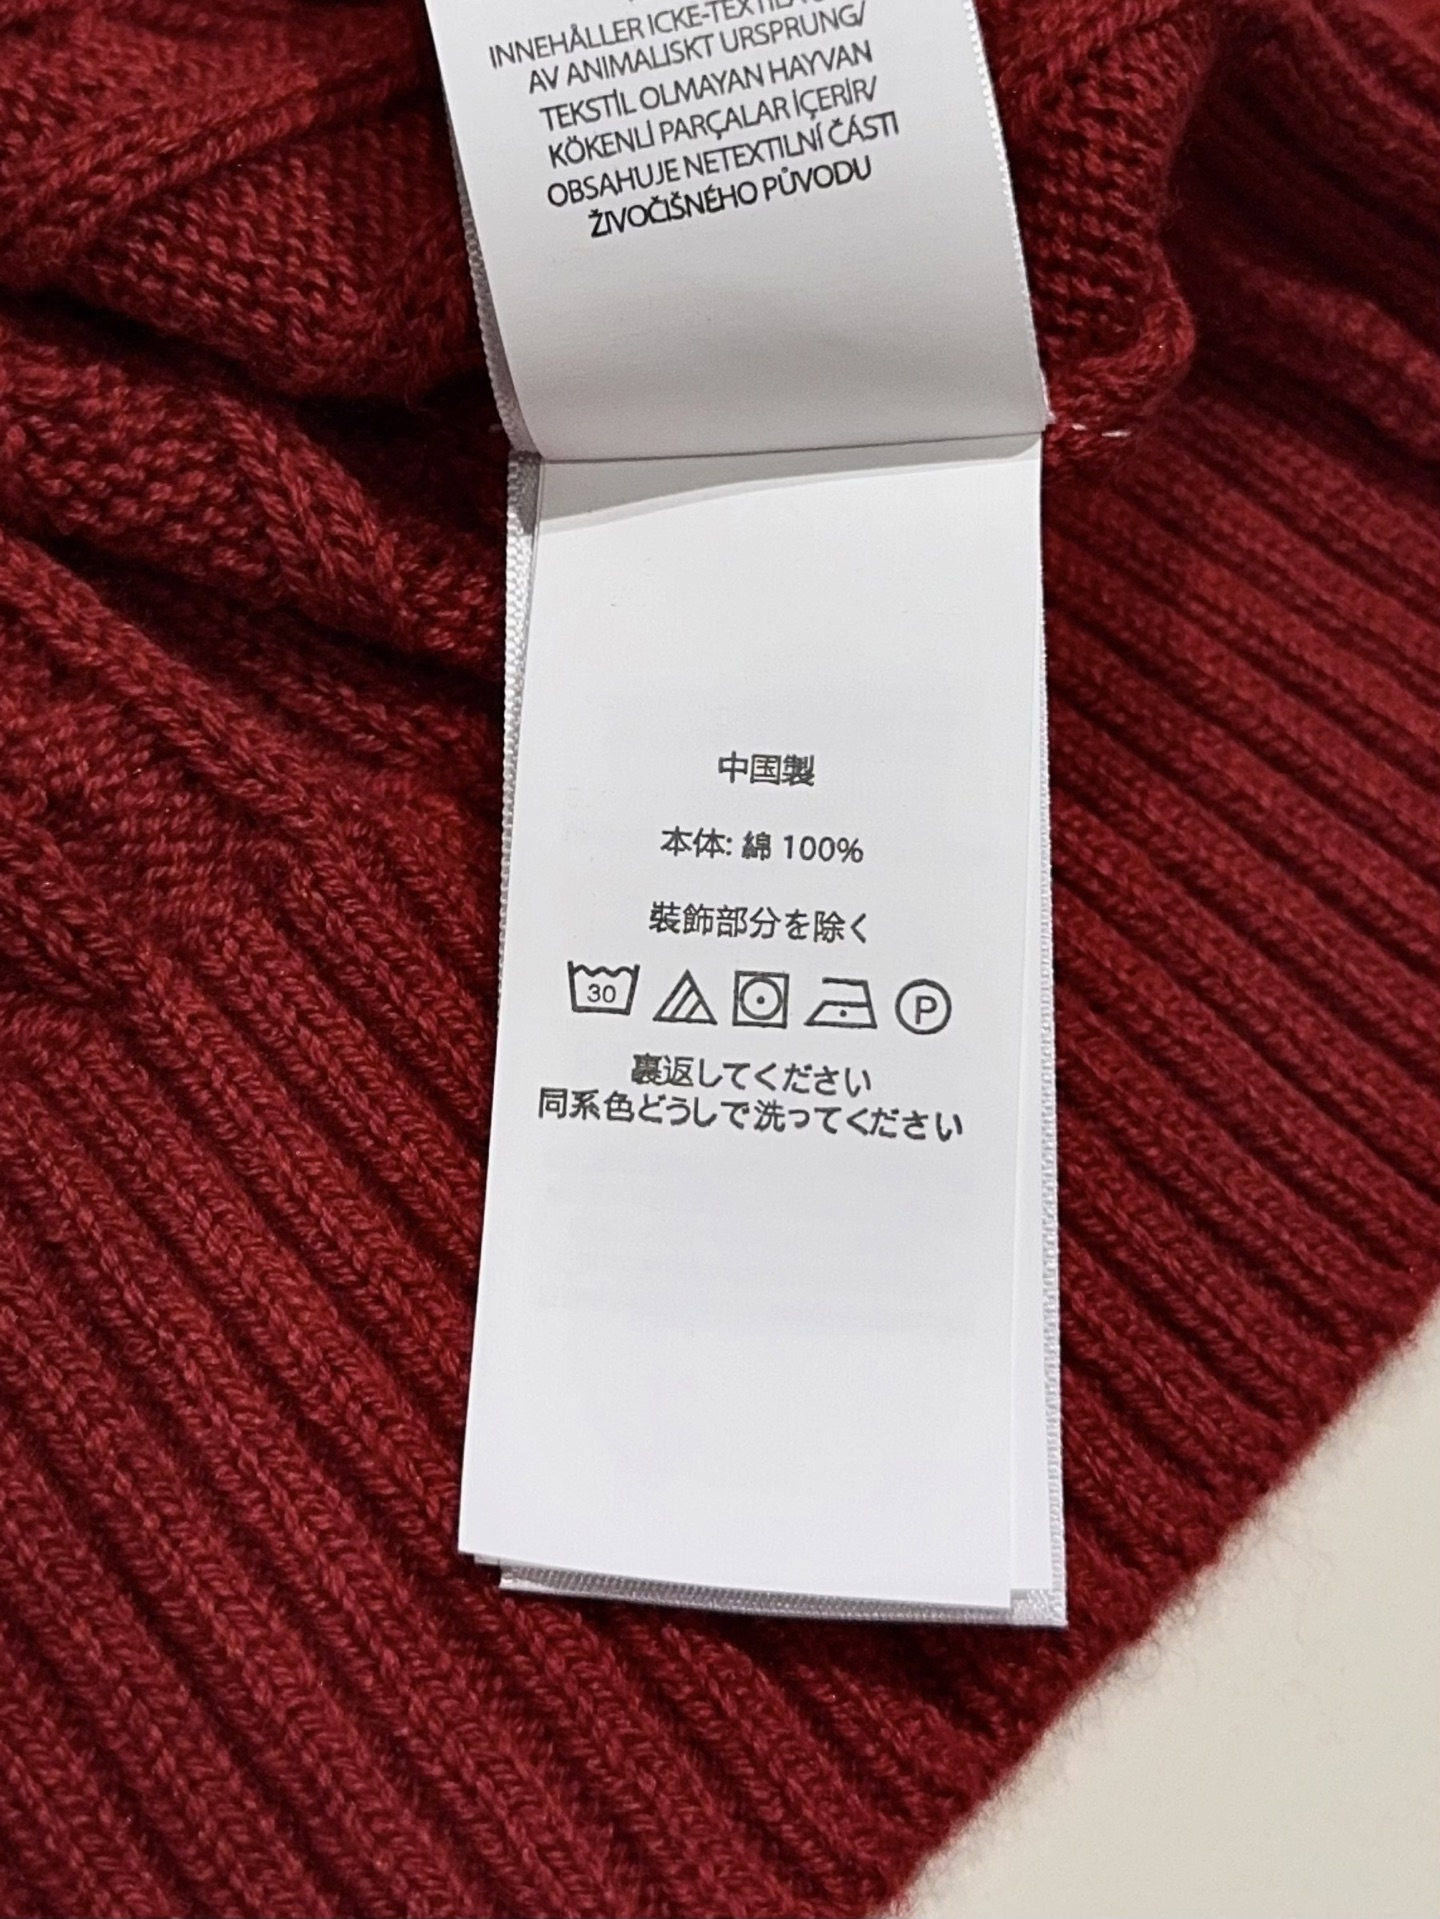 INNEHÅLLER ICKE-TEXTILA
AV ANIMALISKT URSPRUNG/
TEKSTİL OLMAYAN HAYVAN
KÖKENLİ PARÇALAR İÇERİR/
OBSAHUJE NETEXTILNÍ ČÁSTI
ŽIVOČIŠNÉHO PŮVODU
中国製
本体: 綿 100%
装飾部分を除く
30 P
裏返してください
同系色どうしで洗ってください